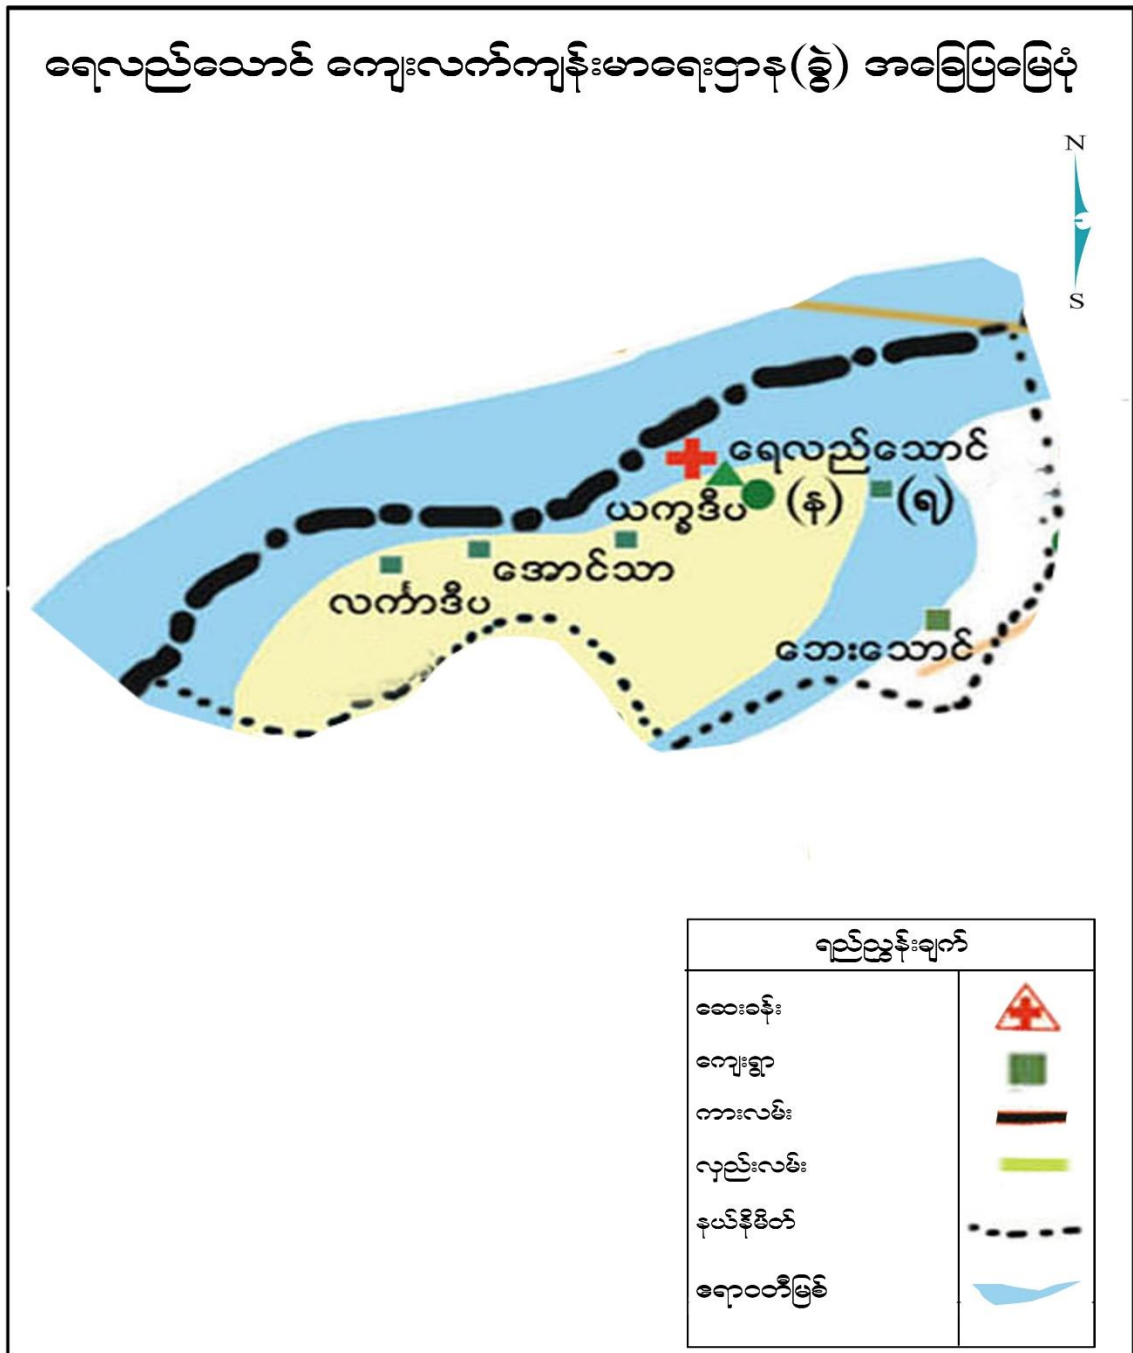 ရေလည်သောင် ကျေးလက်ကျန်းမာရေးဌာန(ခွဲ) အခြေပြမြေပုံ
N
S
ရေလည်သောင်
ယက္ခဒီပ (န) (ရ)
အောင်သာ
လင်္ကာဒီပ
ဘေးသောင်
ရည်ညွှန်းချက်
ဆေးခန်း
ကျေးရွာ
ကားလမ်း
လှည်းလမ်း
နယ်နိမိတ်
ဧရာဝတီမြစ်